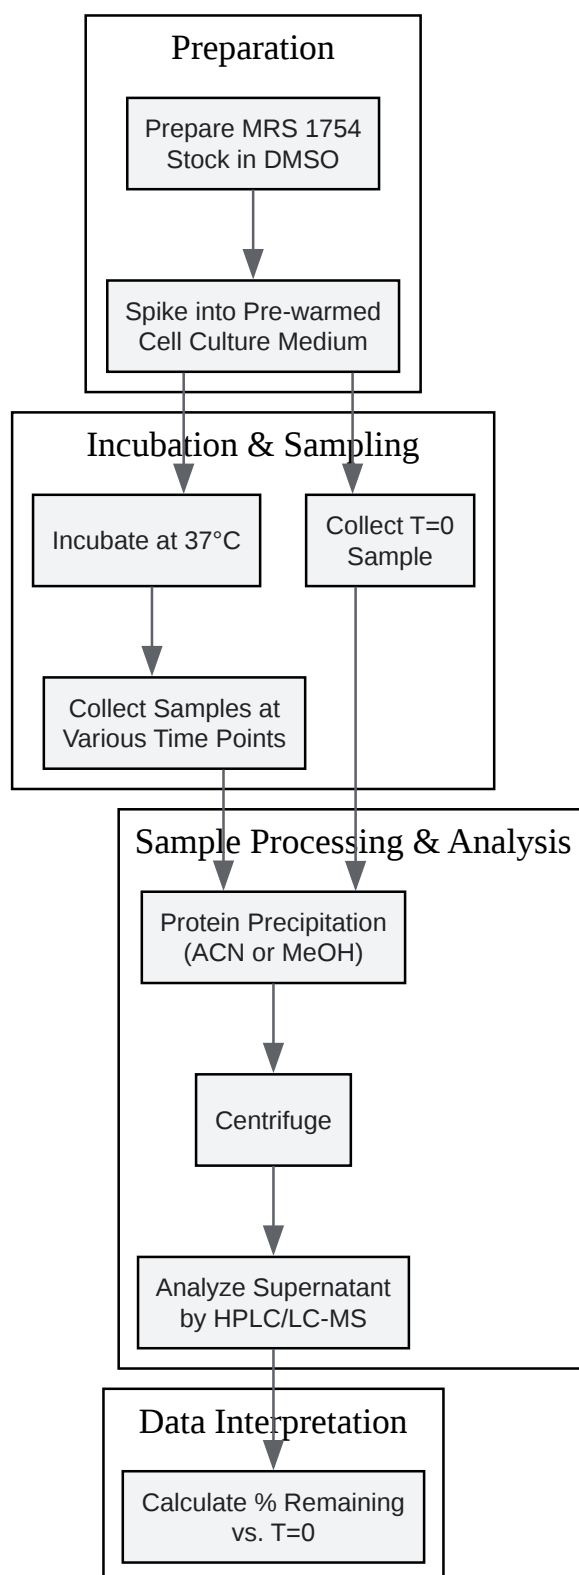 Preparation
Prepare MRS 1754
Stock in DMSO
Spike into Pre-warmed
Cell Culture Medium
Incubation & Sampling
Incubate at 37°C
Collect T=0
Sample
Collect Samples at
Various Time Points
Sample Processing & Analysis
Protein Precipitation
(ACN or MeOH)
Centrifuge
Analyze Supernatant
by HPLC/LC-MS
Data Interpretation
Calculate % Remaining
vs. T=0